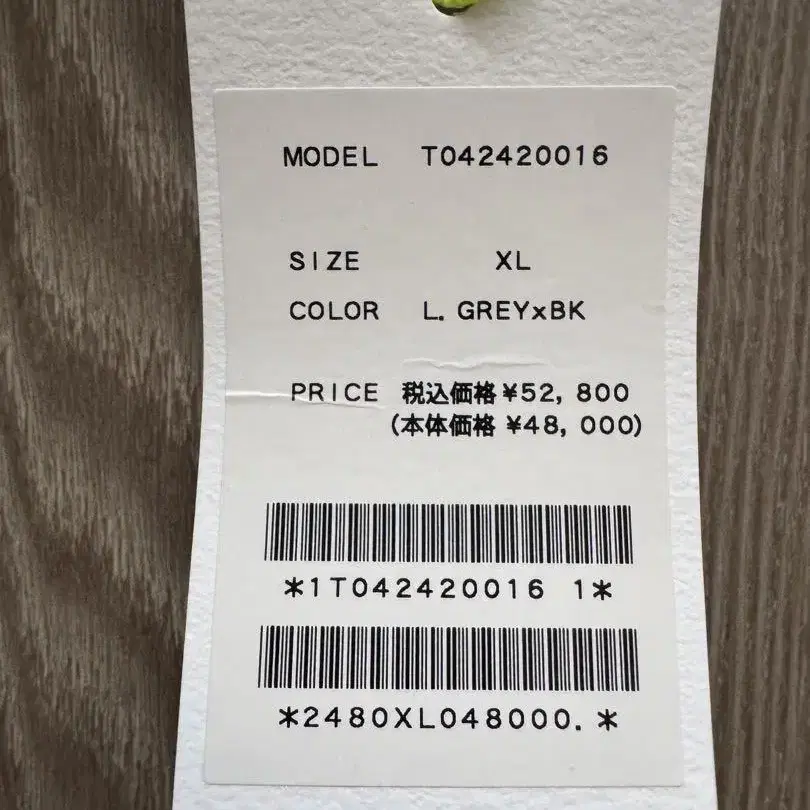 MODEL T042420016
SIZE XL
COLOR L. GREYxBK
PRICE 税込価格 ¥52, 800
(本体価格 ¥48, 000)
*1T042420016 1*
*2480XL048000. *